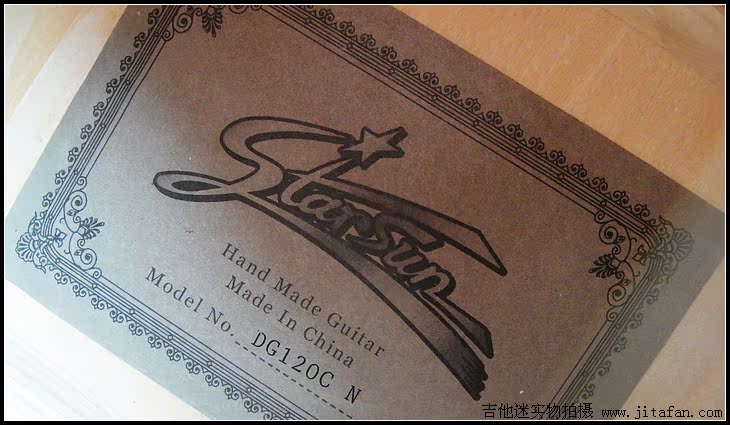 StarSun
Hand Made Guitar
Made In China
Model No. DG120C N
吉他迷实物拍摄 www.jitafan.com